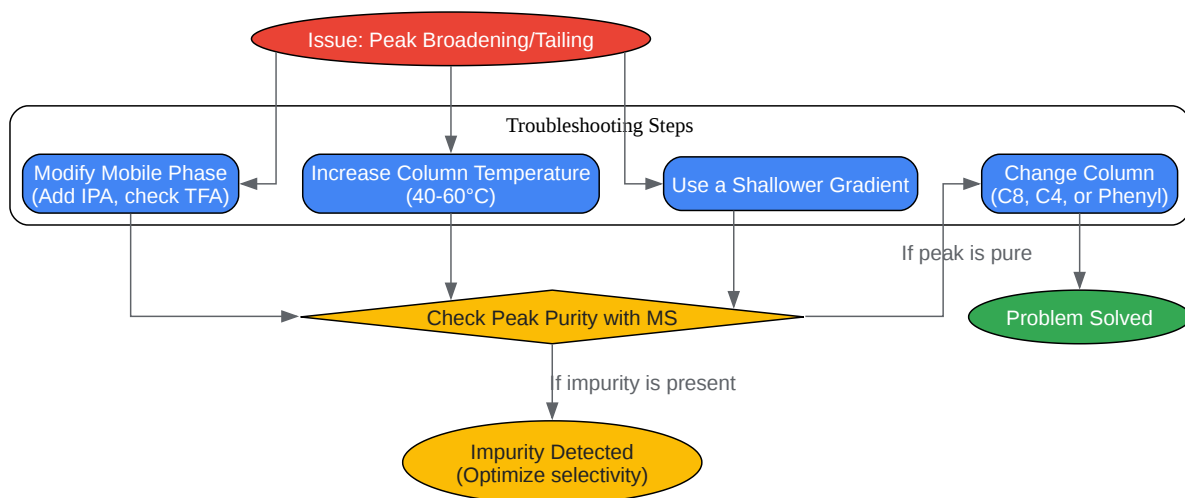 Issue: Peak Broadening/Tailing
Troubleshooting Steps
Modify Mobile Phase
(Add IPA, check TFA)
Increase Column Temperature
(40-60°C)
Use a Shallower Gradient
Change Column
(C8, C4, or Phenyl)
If peak is pure
Check Peak Purity with MS
Problem Solved
If impurity is present
Impurity Detected
(Optimize selectivity)